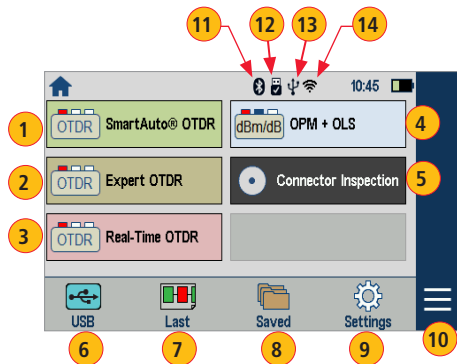 11 12 13 14
10:45
1 OTDR SmartAuto® OTDR dBm/dB OPM + OLS 4
2 OTDR Expert OTDR Connector Inspection 5
3 OTDR Real-Time OTDR
USB Last Saved Settings
6 7 8 9 10